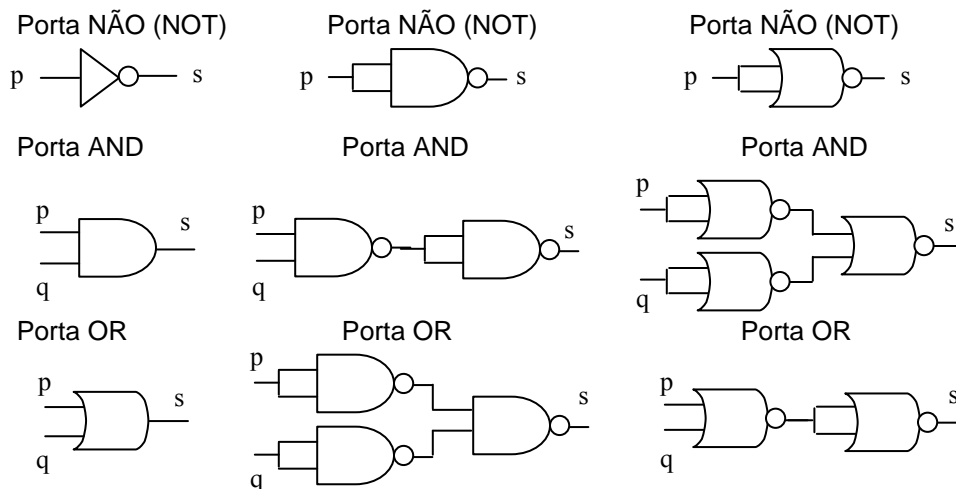 Porta NÃO (NOT) Porta NÃO (NOT) Porta NÃO (NOT)
p s p s p s
Porta AND Porta AND Porta AND
p s p s p s
q q q
Porta OR Porta OR Porta OR
p s p s p s
q q q